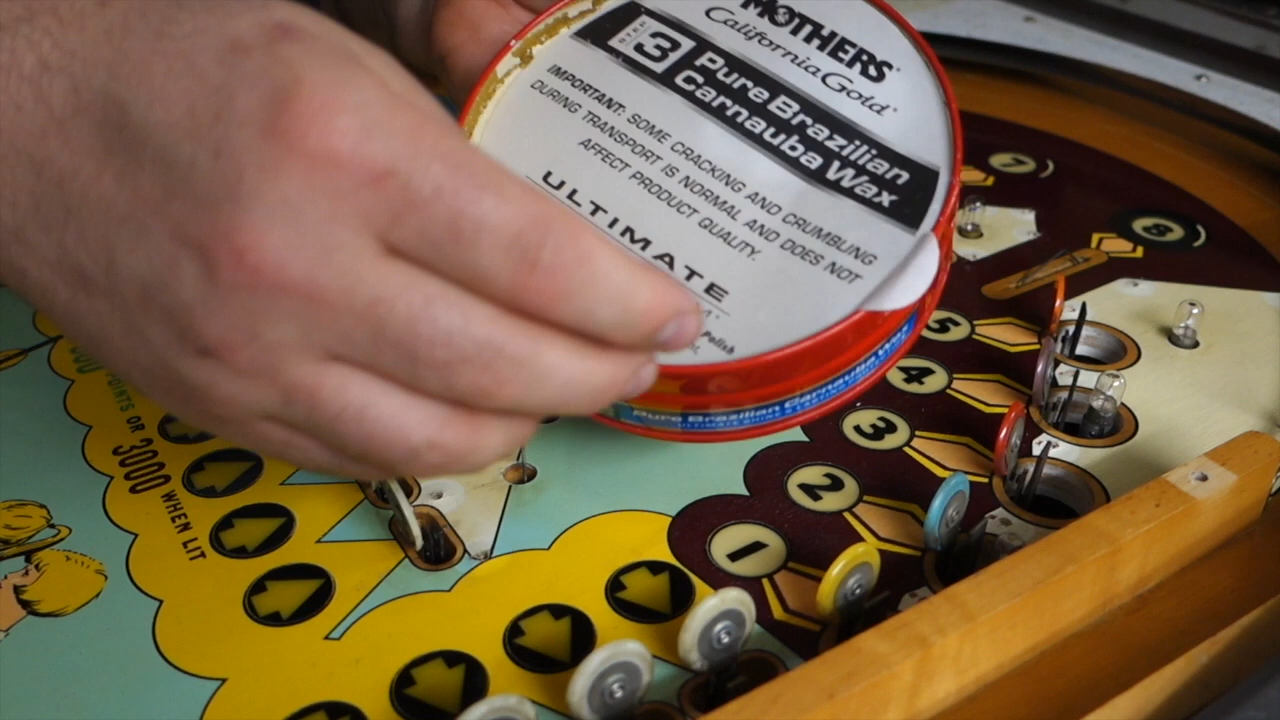 MOTHERS®
California Gold®
STEP 3 Pure Brazilian
Carnauba Wax
IMPORTANT: SOME CRACKING AND CRUMBLING
DURING TRANSPORT IS NORMAL AND DOES NOT
AFFECT PRODUCT QUALITY.
ULTIMATE
Polish
Pure Brazilian Carnauba Wax
7
8
5
4
3
2
1
POINTS OR
3000
WHEN LIT